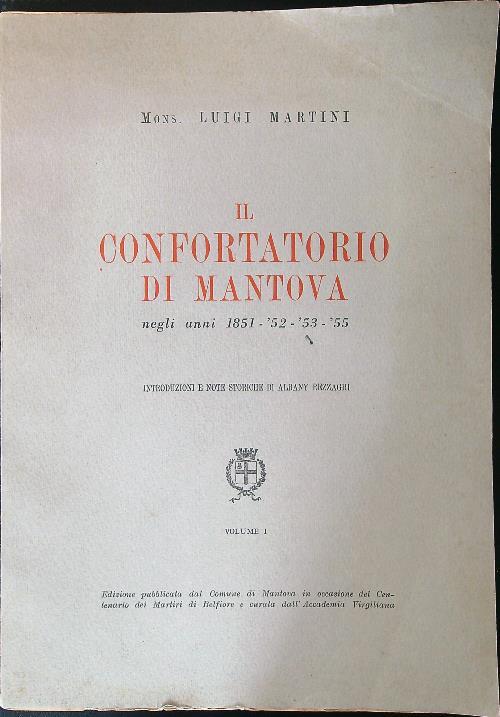 Mons. LUIGI MARTINI
IL
CONFORTATORIO
DI MANTOVA
negli anni 1851-'52-'53-'55
INTRODUZIONI E NOTE STORICHE DI ALBANY REZZAGHI
VOLUME I
Edizione pubblicata dal Comune di Mantova in occasione del Cen-
tenario dei Martiri di Belfiore e curata dall'Accademia Virgiliana